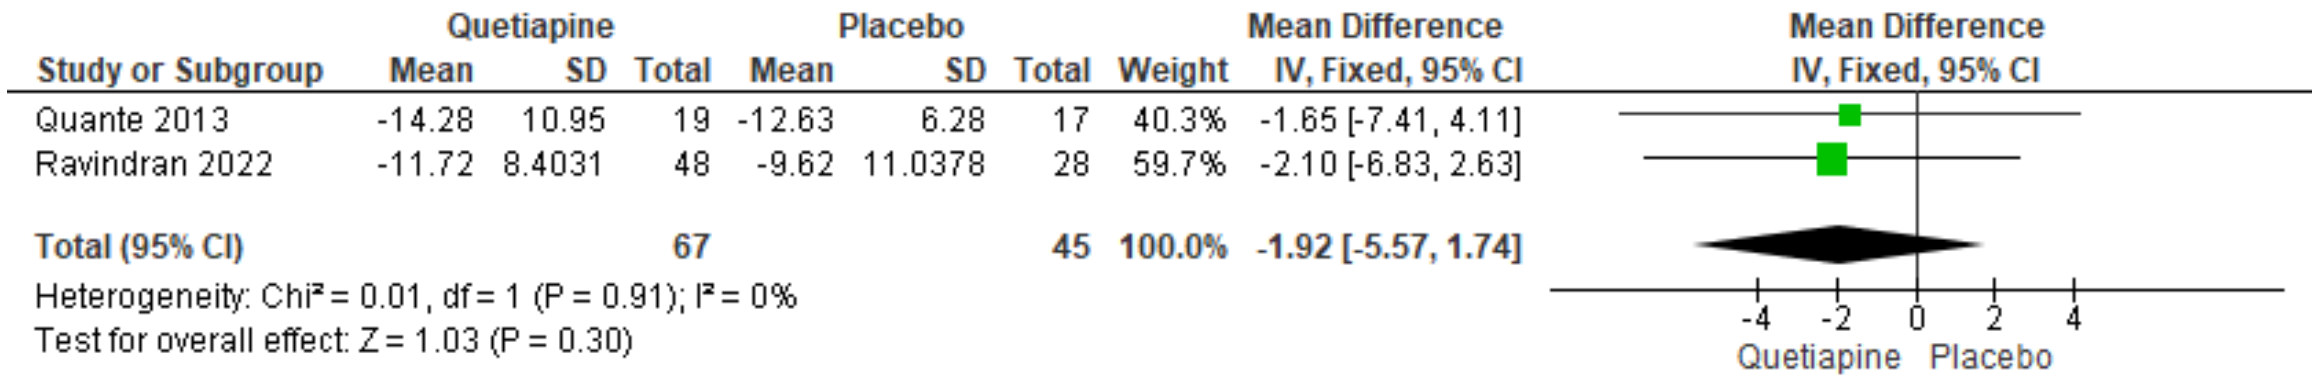 Quetiapine Placebo Mean Difference Mean Difference
Study or Subgroup Mean SD Total Mean SD Total Weight IV, Fixed, 95% CI IV, Fixed, 95% CI
Quante 2013 -14.28 10.95 19 -12.63 6.28 17 40.3% -1.65 [-7.41, 4.11]
Ravindran 2022 -11.72 8.4031 48 -9.62 11.0378 28 59.7% -2.10 [-6.83, 2.63]
Total (95% CI) 67 45 100.0% -1.92 [-5.57, 1.74]
Heterogeneity: Chi² = 0.01, df = 1 (P = 0.91); I² = 0%
Test for overall effect: Z = 1.03 (P = 0.30)
-4 -2 0 2 4
Quetiapine Placebo